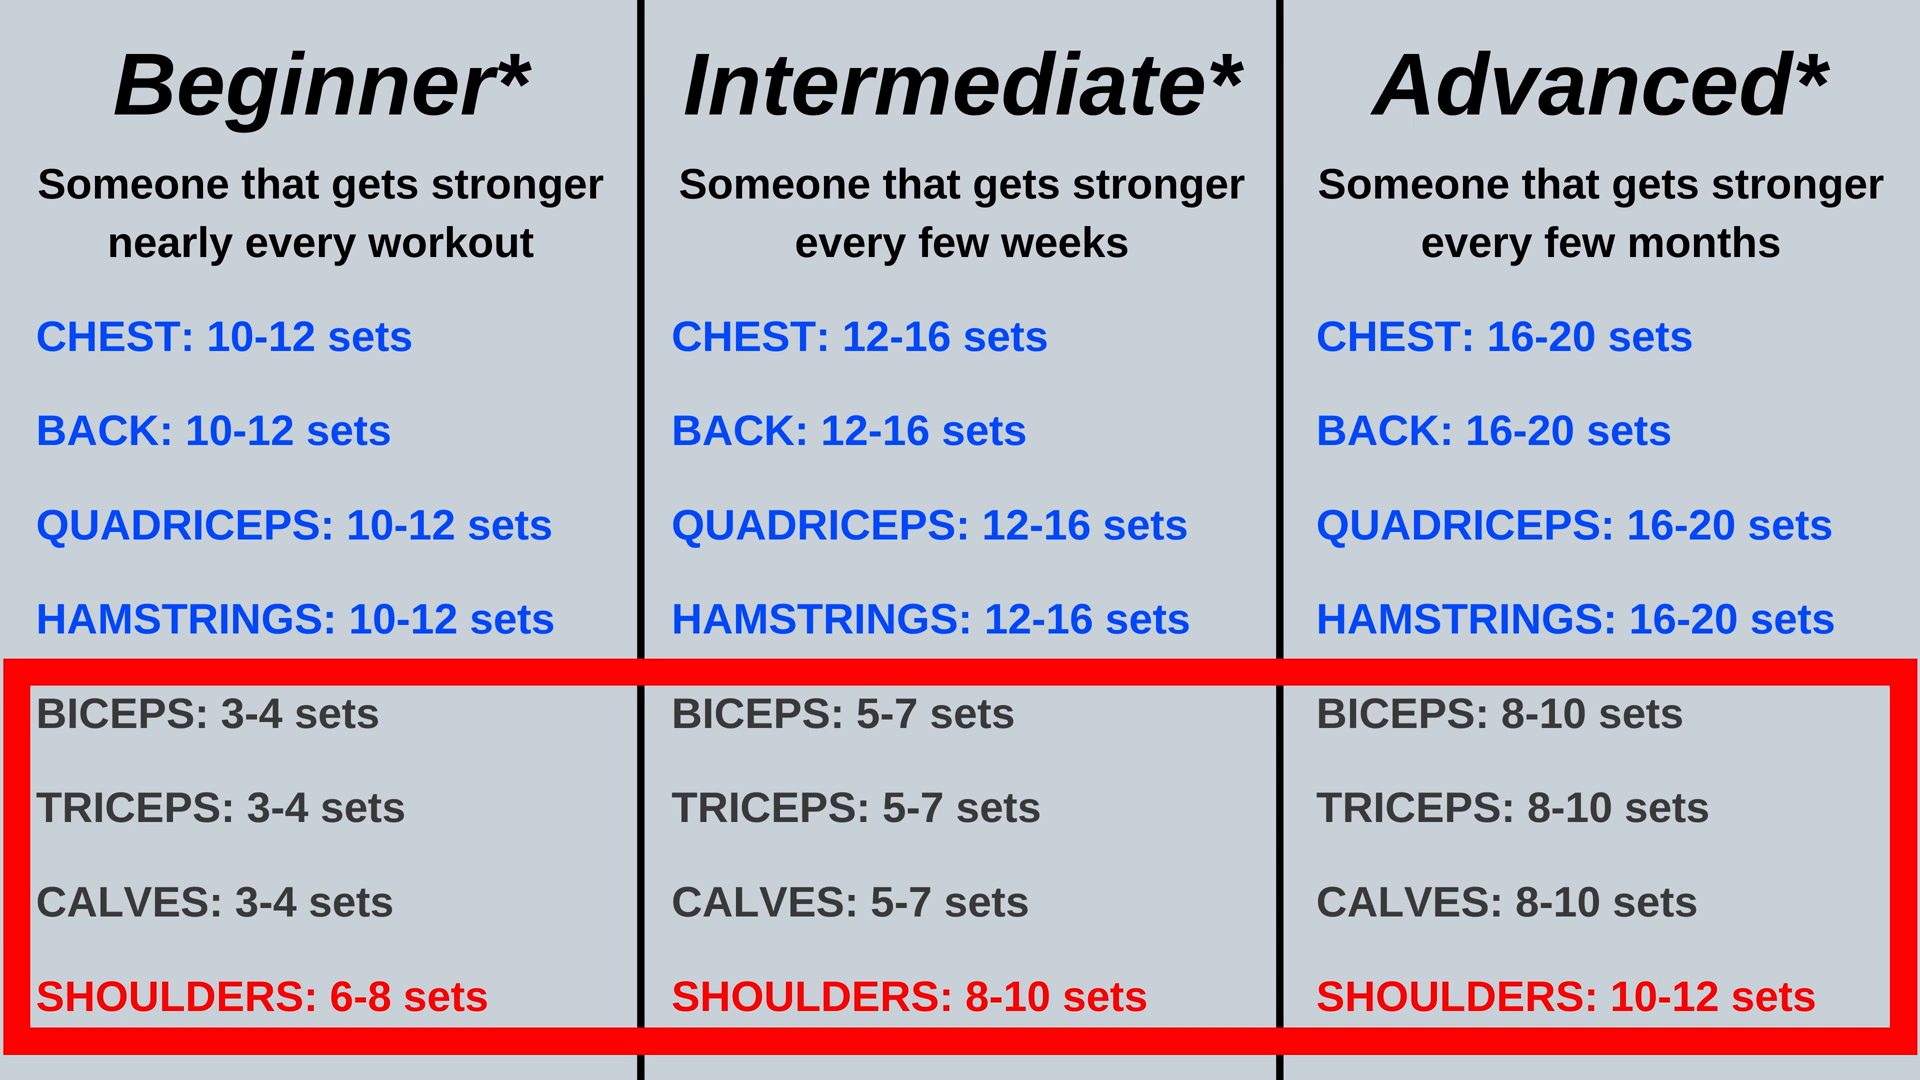 Beginner*
Someone that gets stronger
nearly every workout
CHEST: 10-12 sets
BACK: 10-12 sets
QUADRICEPS: 10-12 sets
HAMSTRINGS: 10-12 sets
BICEPS: 3-4 sets
TRICEPS: 3-4 sets
CALVES: 3-4 sets
SHOULDERS: 6-8 sets
Intermediate*
Someone that gets stronger
every few weeks
CHEST: 12-16 sets
BACK: 12-16 sets
QUADRICEPS: 12-16 sets
HAMSTRINGS: 12-16 sets
BICEPS: 5-7 sets
TRICEPS: 5-7 sets
CALVES: 5-7 sets
SHOULDERS: 8-10 sets
Advanced*
Someone that gets stronger
every few months
CHEST: 16-20 sets
BACK: 16-20 sets
QUADRICEPS: 16-20 sets
HAMSTRINGS: 16-20 sets
BICEPS: 8-10 sets
TRICEPS: 8-10 sets
CALVES: 8-10 sets
SHOULDERS: 10-12 sets